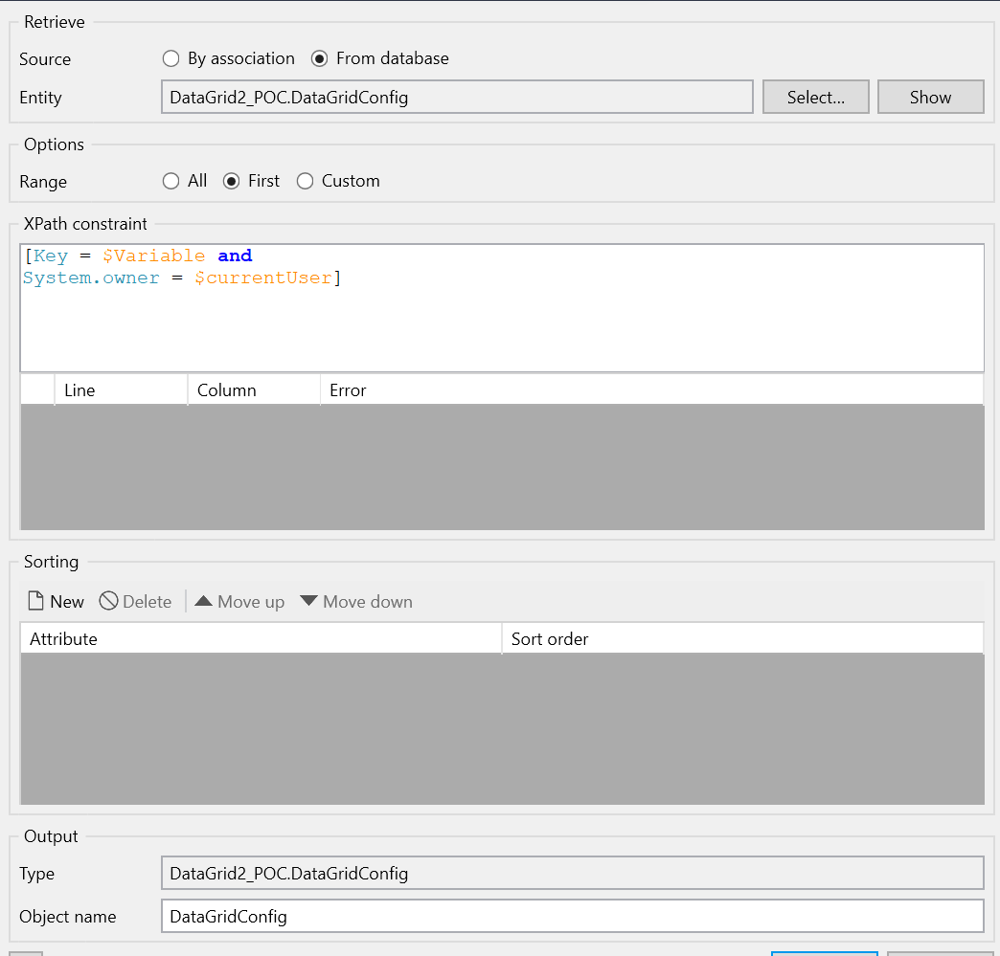 Retrieve
Source By association From database
Entity DataGrid2_POC.DataGridConfig Select... Show
Options
Range All First Custom
XPath constraint
[Key = $Variable and
System.owner = $currentUser]
Line Column Error
Sorting
New Delete Move up Move down
Attribute Sort order
Output
Type DataGrid2_POC.DataGridConfig
Object name DataGridConfig